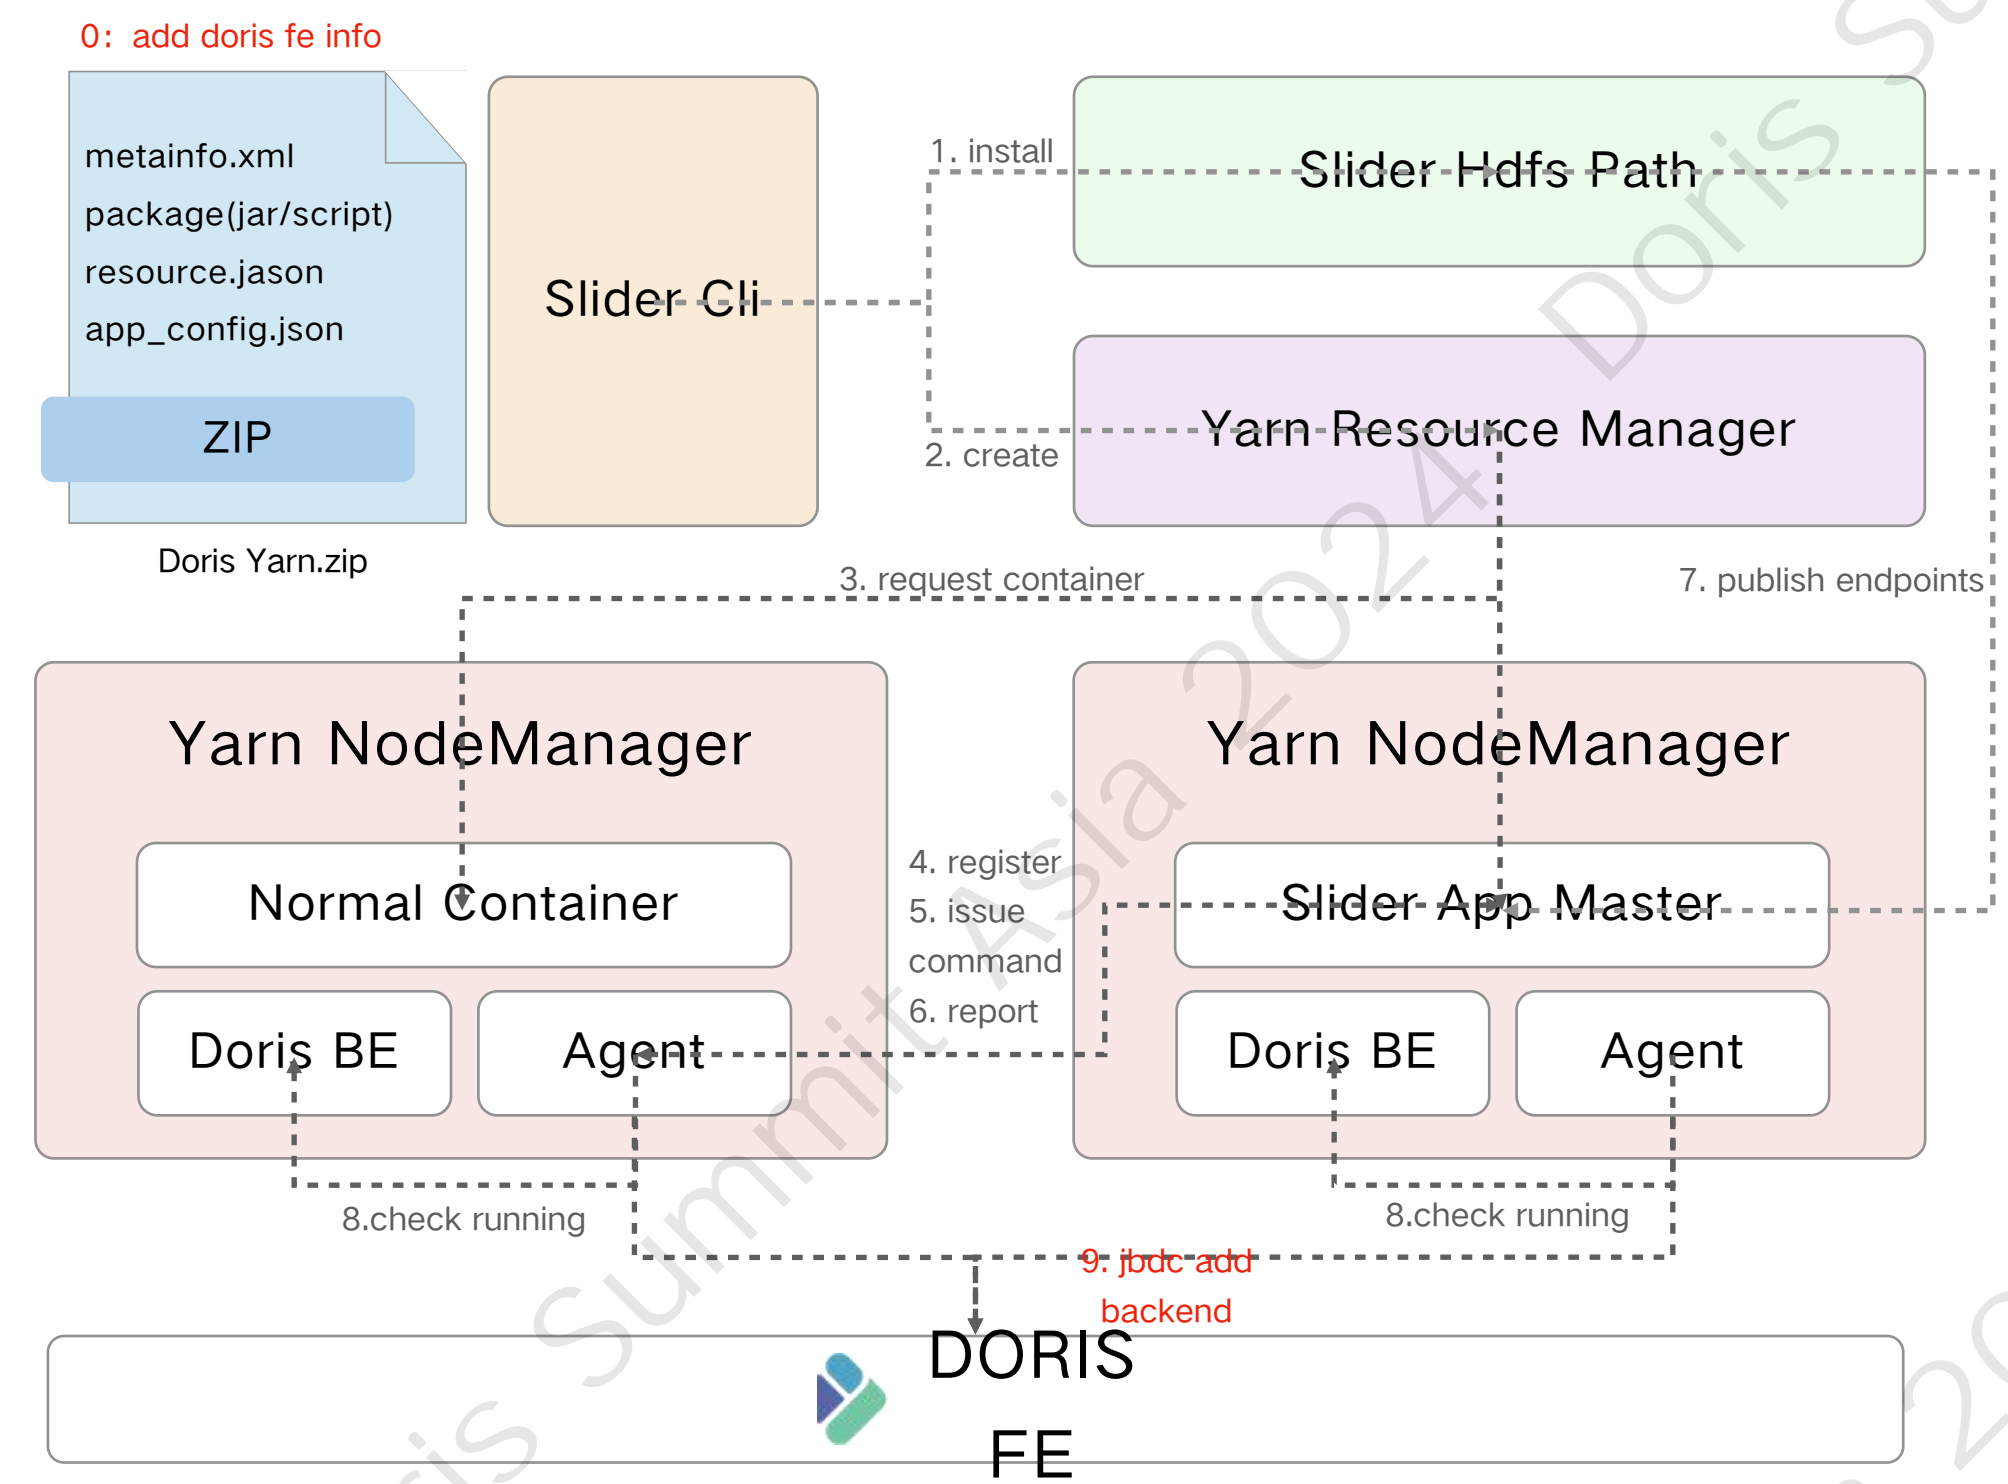 0: add doris fe info
metainfo.xml
package(jar/script)
resource.jason
app_config.json
ZIP
Doris Yarn.zip
Slider Cli
1. install
Slider Hdfs Path
2. create
Yarn Resource Manager
3. request container
7. publish endpoints
Yarn NodeManager
Normal Container
Doris BE
Agent
4. register
5. issue
command
6. report
Yarn NodeManager
Slider App Master
Doris BE
Agent
8.check running
8.check running
9. jbdc add
backend
DORIS
FE
Doris Summit Asia 2024 Doris Su
20